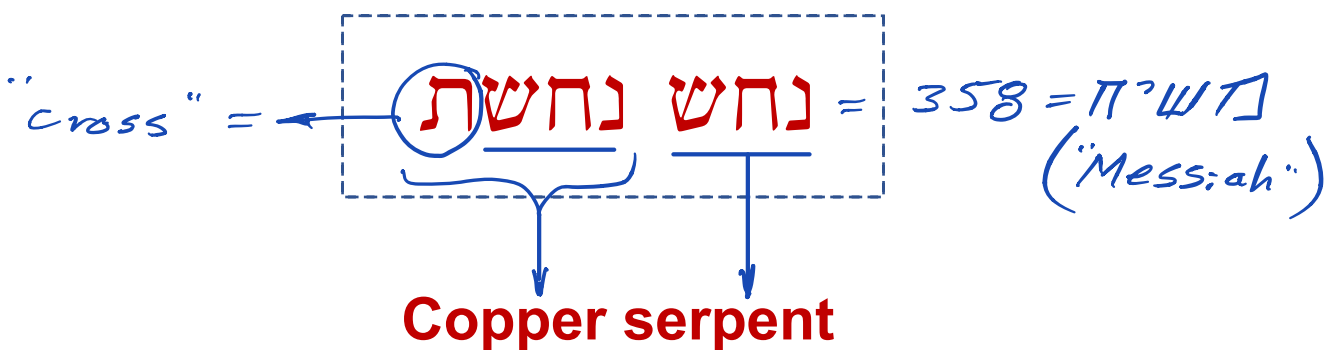 "cross" = נחש נחשת = 358 = משיח
("Messiah")
Copper serpent